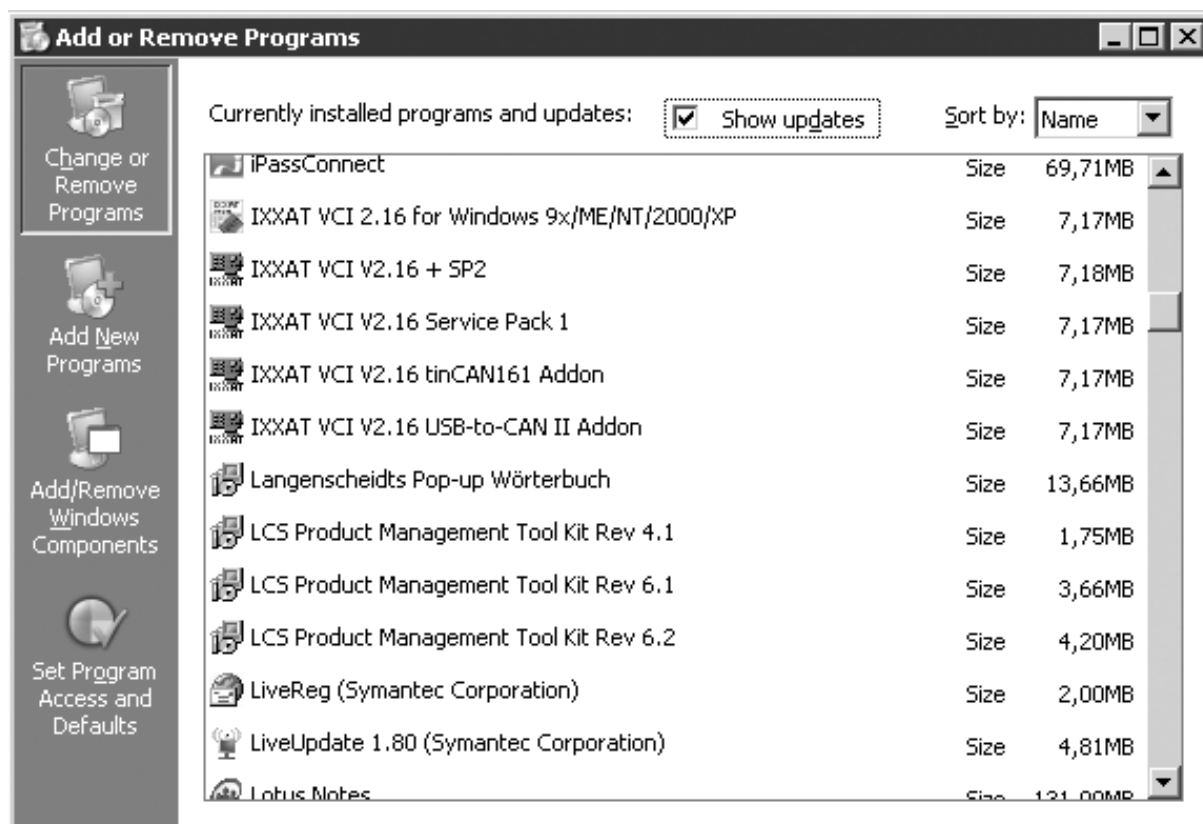 Add or Remove Programs
Change or
Remove
Programs
Add New
Programs
Add/Remove
Windows
Components
Set Program
Access and
Defaults
Currently installed programs and updates: Show updates Sort by: Name
iPassConnect Size 69,71MB
IXXAT VCI 2.16 for Windows 9x/ME/NT/2000/XP Size 7,17MB
IXXAT VCI V2.16 + SP2 Size 7,18MB
IXXAT VCI V2.16 Service Pack 1 Size 7,17MB
IXXAT VCI V2.16 tinCAN161 Addon Size 7,17MB
IXXAT VCI V2.16 USB-to-CAN II Addon Size 7,17MB
Langenscheidts Pop-up Wörterbuch Size 13,66MB
LCS Product Management Tool Kit Rev 4.1 Size 1,75MB
LCS Product Management Tool Kit Rev 6.1 Size 3,66MB
LCS Product Management Tool Kit Rev 6.2 Size 4,20MB
LiveReg (Symantec Corporation) Size 2,00MB
LiveUpdate 1.80 (Symantec Corporation) Size 4,81MB
Lotus Notes Size